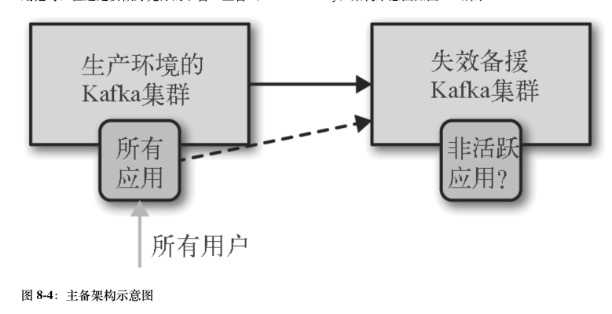 生产环境的
Kafka集群
失效备援
Kafka集群
所有
应用
非活跃
应用？
所有用户
图 8-4：主备架构示意图